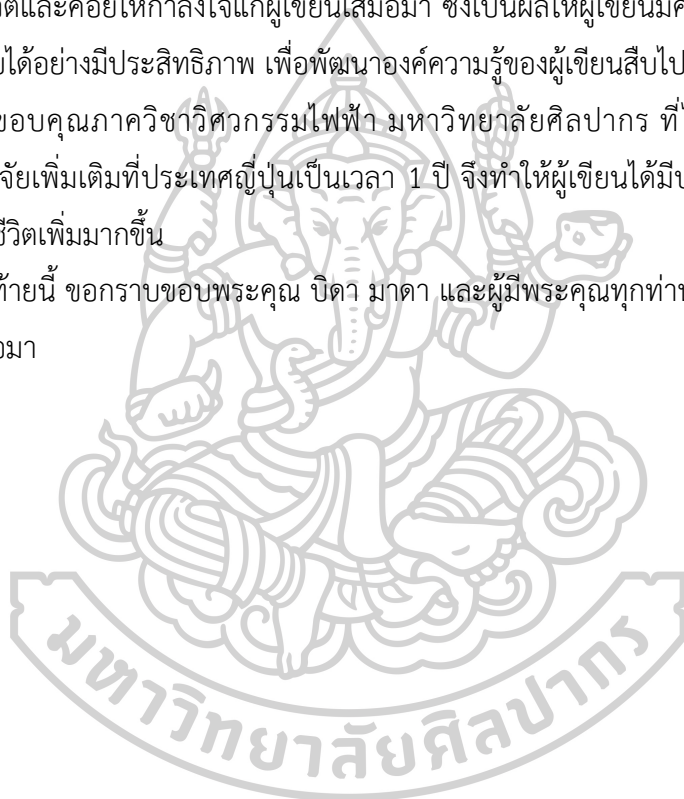 และคอยให้กำลังใจแก่ผู้เขียนเสมอมา ซึ่งเป็นผลให้ผู้เขียนมี
ได้อย่างมีประสิทธิภาพ เพื่อพัฒนาองค์ความรู้ของผู้เขียนสืบไป
ขอบคุณภาควิชาวิศวกรรมไฟฟ้า มหาวิทยาลัยศิลปากร ที่
จัยเพิ่มเติมที่ประเทศญี่ปุ่นเป็นเวลา 1 ปี จึงทำให้ผู้เขียนได้มี
ชีวิตเพิ่มมากขึ้น
ท้ายนี้ ขอกราบขอบพระคุณ บิดา มารดา และผู้มีพระคุณทุกท่าน
อมา
มหาวิทยาลัยศิลปากร